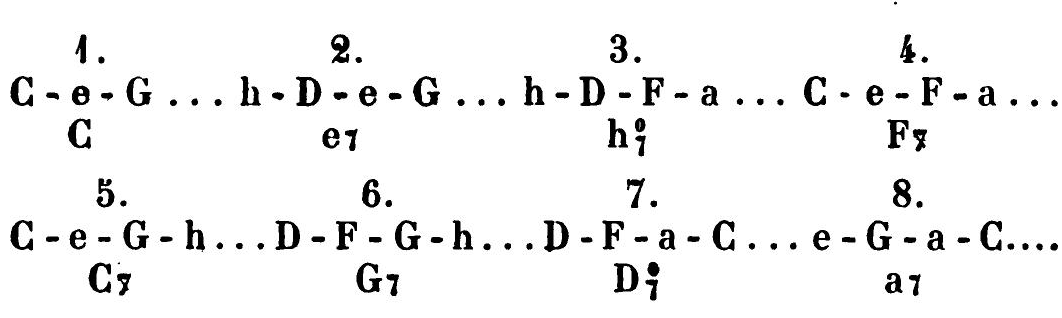 1. 2. 3. 4.
C - e - G ... h - D - e - G ... h - D - F - a ... C - e - F - a ...
C e7 h°7 F7
5. 6. 7. 8.
C - e - G - h... D - F - G - h... D - F - a - C... e - G - a - C....
C7 G7 D°7 a7